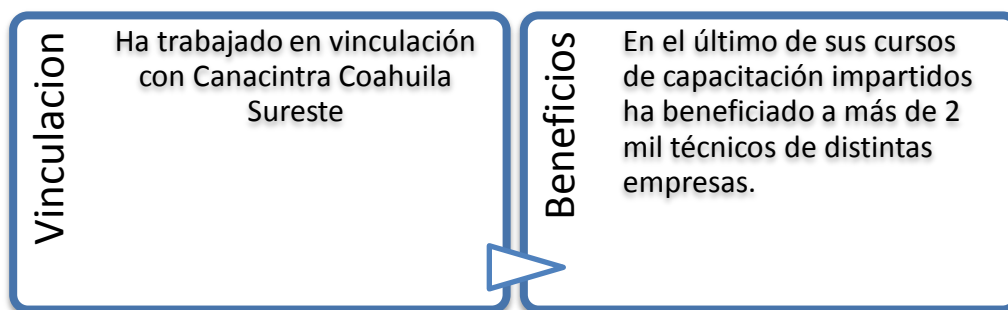 Vinculacion
Ha trabajado en vinculación
con Canacintra Coahuila
Sureste
Beneficios
En el último de sus cursos
de capacitación impartidos
ha beneficiado a más de 2
mil técnicos de distintas
empresas.